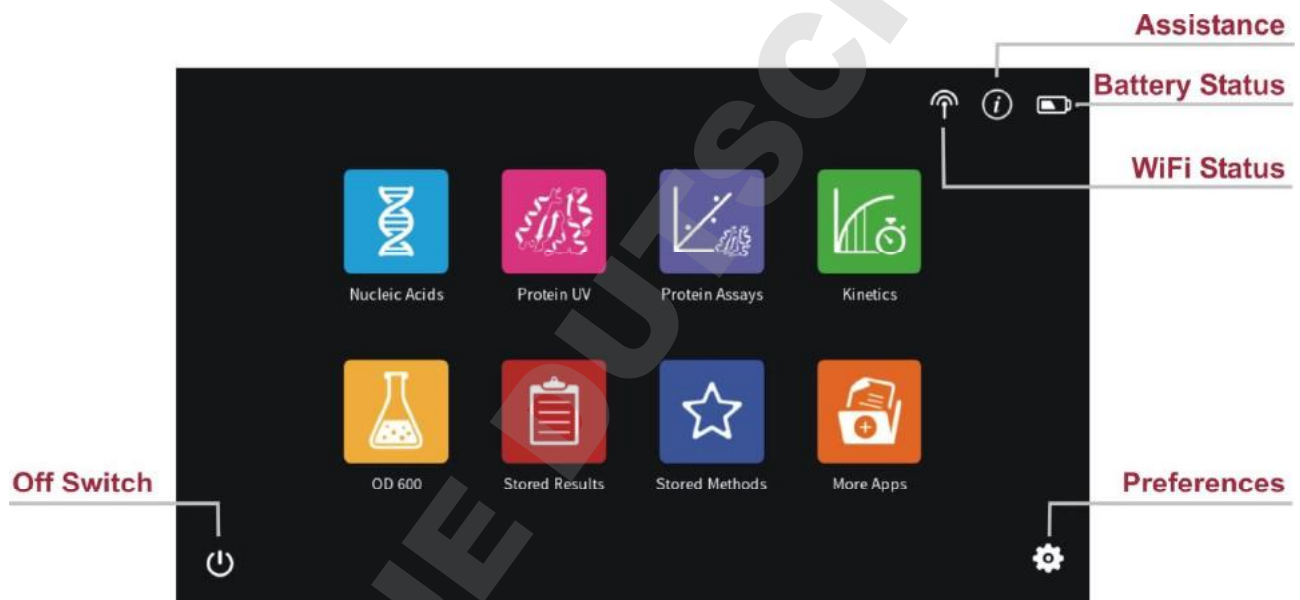 Assistance
Battery Status
WiFi Status
Nucleic Acids
Protein UV
Protein Assays
Kinetics
OD 600
Stored Results
Stored Methods
More Apps
Off Switch
Preferences